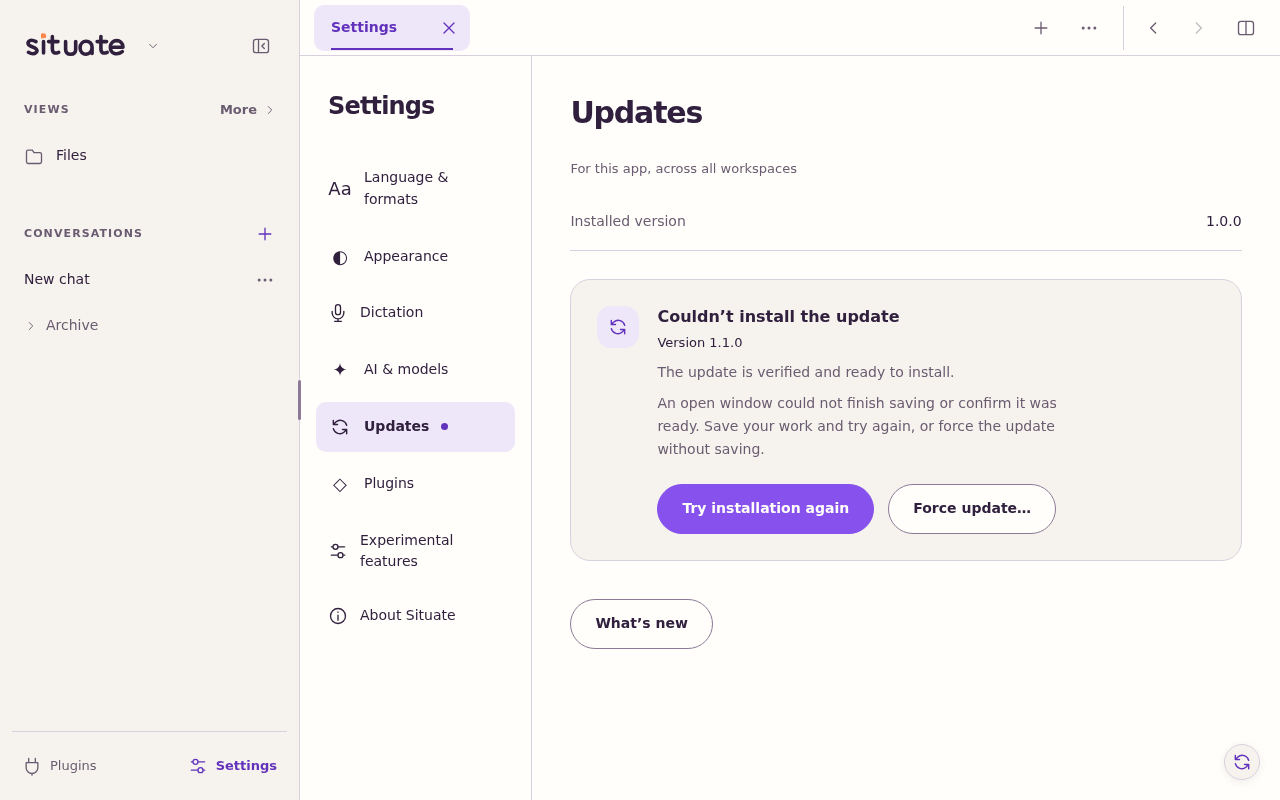 situate
VIEWS
More
Files
CONVERSATIONS
New chat
Archive
Plugins
Settings
Settings
Settings
Aa
Language &
formats
Appearance
Dictation
AI & models
Updates
Plugins
Experimental
features
About Situate
Updates
For this app, across all workspaces
Installed version
1.0.0
Couldn’t install the update
Version 1.1.0
The update is verified and ready to install.
An open window could not finish saving or confirm it was
ready. Save your work and try again, or force the update
without saving.
Try installation again
Force update…
What’s new